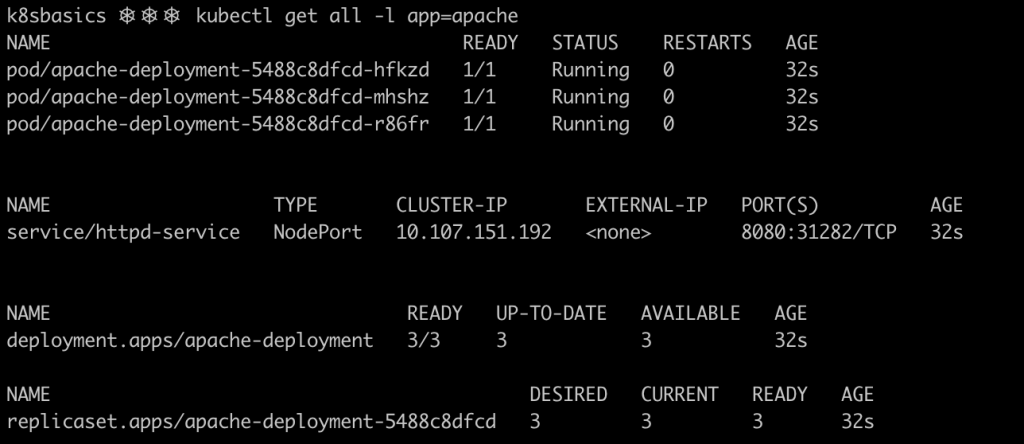 k8sbasics ⎈⎈⎈ kubectl get all -l app=apache
NAME                                     READY   STATUS    RESTARTS   AGE
pod/apache-deployment-5488c8dfcd-hfkzd   1/1     Running   0          32s
pod/apache-deployment-5488c8dfcd-mhshz   1/1     Running   0          32s
pod/apache-deployment-5488c8dfcd-r86fr   1/1     Running   0          32s
NAME                    TYPE       CLUSTER-IP       EXTERNAL-IP   PORT(S)          AGE
service/httpd-service   NodePort   10.107.151.192   <none>        8080:31282/TCP   32s
NAME                                READY   UP-TO-DATE   AVAILABLE   AGE
deployment.apps/apache-deployment   3/3     3            3           32s
NAME                                           DESIRED   CURRENT   READY   AGE
replicaset.apps/apache-deployment-5488c8dfcd   3         3         3       32s